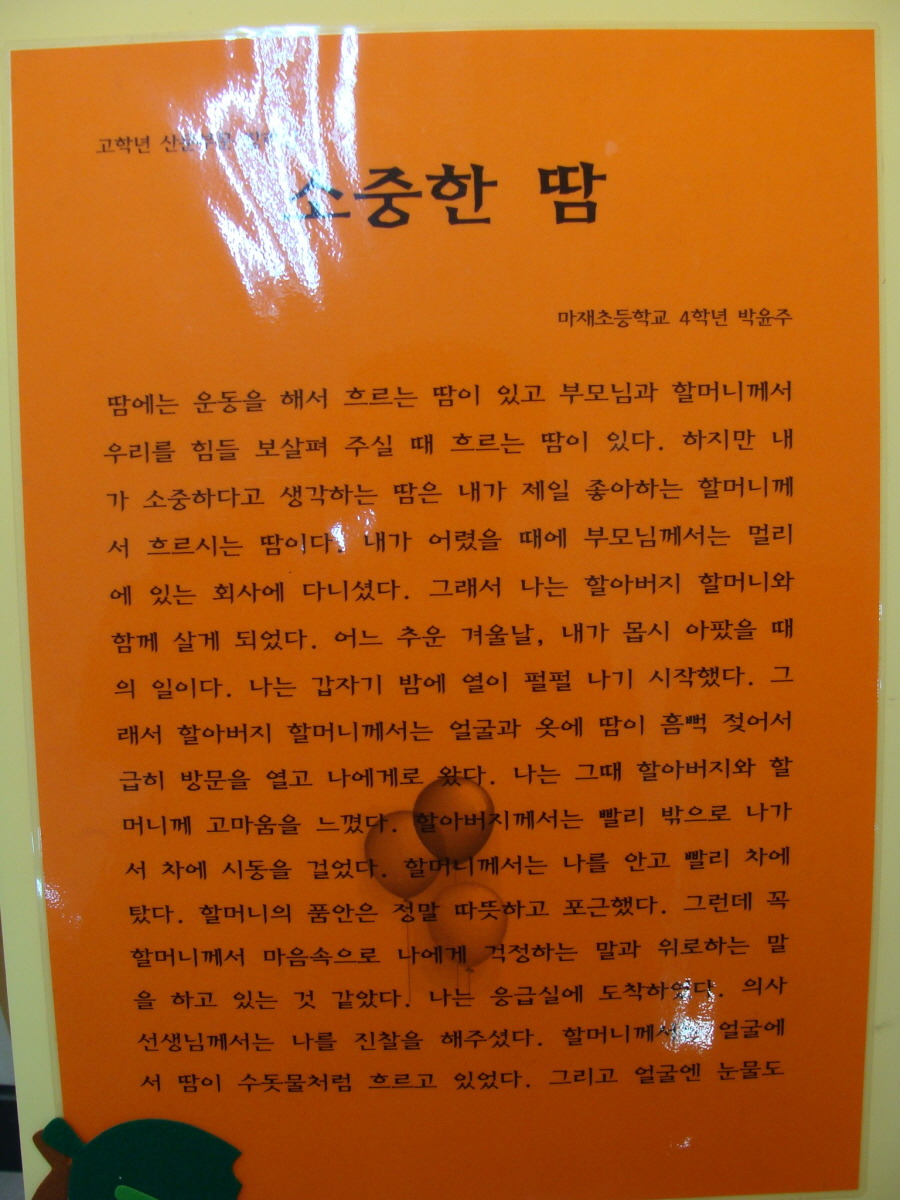 고학년 산문부문
소중한 땀
마재초등학교 4학년 박윤주
땀에는 운동을 해서 흐르는 땀이 있고 부모님과 할머니께서
우리를 힘들 보살펴 주실 때 흐르는 땀이 있다. 하지만 내
가 소중하다고 생각하는 땀은 내가 제일 좋아하는 할머니께
서 흐르시는 땀이다. 내가 어렸을 때에 부모님께서는 멀리
에 있는 회사에 다니셨다. 그래서 나는 할아버지 할머니와
함께 살게 되었다. 어느 추운 겨울날, 내가 몹시 아팠을 때
의 일이다. 나는 갑자기 밤에 열이 펄펄 나기 시작했다. 그
래서 할아버지 할머니께서는 얼굴과 옷에 땀이 흠뻑 젖어서
급히 방문을 열고 나에게로 왔다. 나는 그때 할아버지와 할
머니께 고마움을 느꼈다. 할아버지께서는 빨리 밖으로 나가
서 차에 시동을 걸었다. 할머니께서는 나를 안고 빨리 차에
탔다. 할머니의 품안은 정말 따뜻하고 포근했다. 그런데 꼭
할머니께서 마음속으로 나에게 걱정하는 말과 위로하는 말
을 하고 있는 것 같았다. 나는 응급실에 도착하였다. 의사
선생님께서는 나를 진찰을 해주셨다. 할머니께서는 얼굴에
서 땀이 수돗물처럼 흐르고 있었다. 그리고 얼굴엔 눈물도